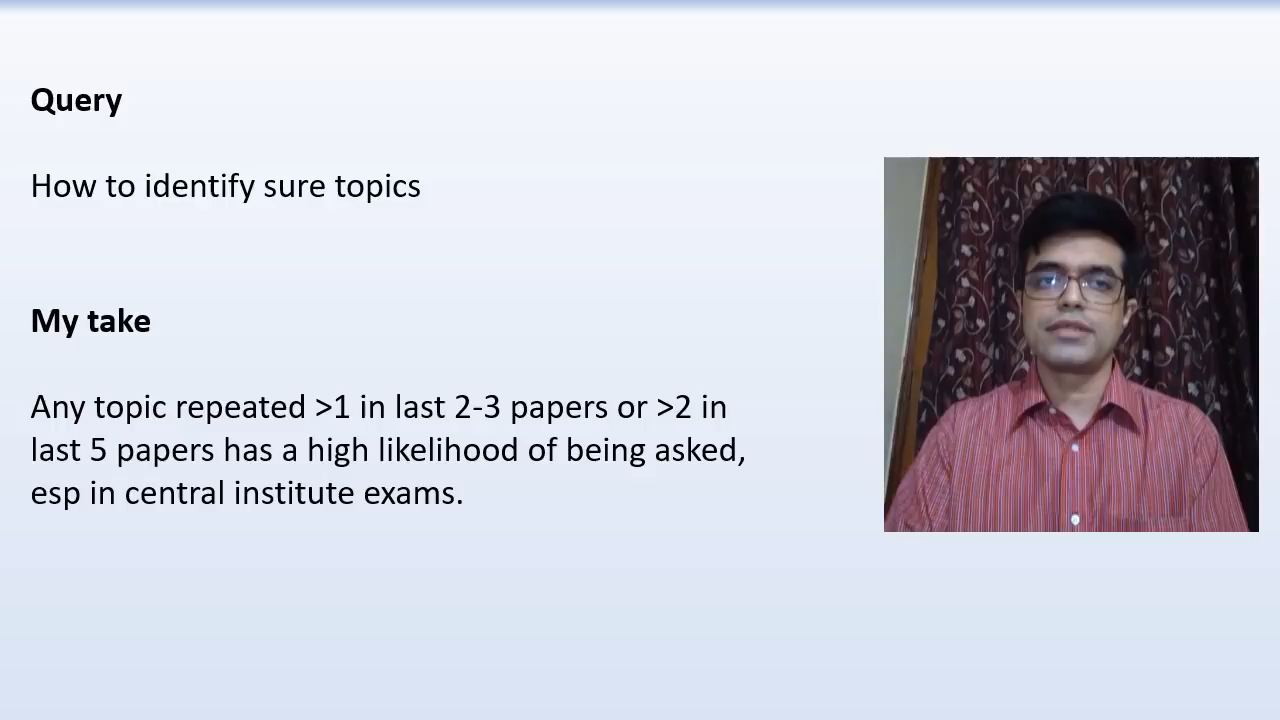 Query
How to identify sure topics
My take
Any topic repeated >1 in last 2-3 papers or >2 in
last 5 papers has a high likelihood of being asked,
esp in central institute exams.